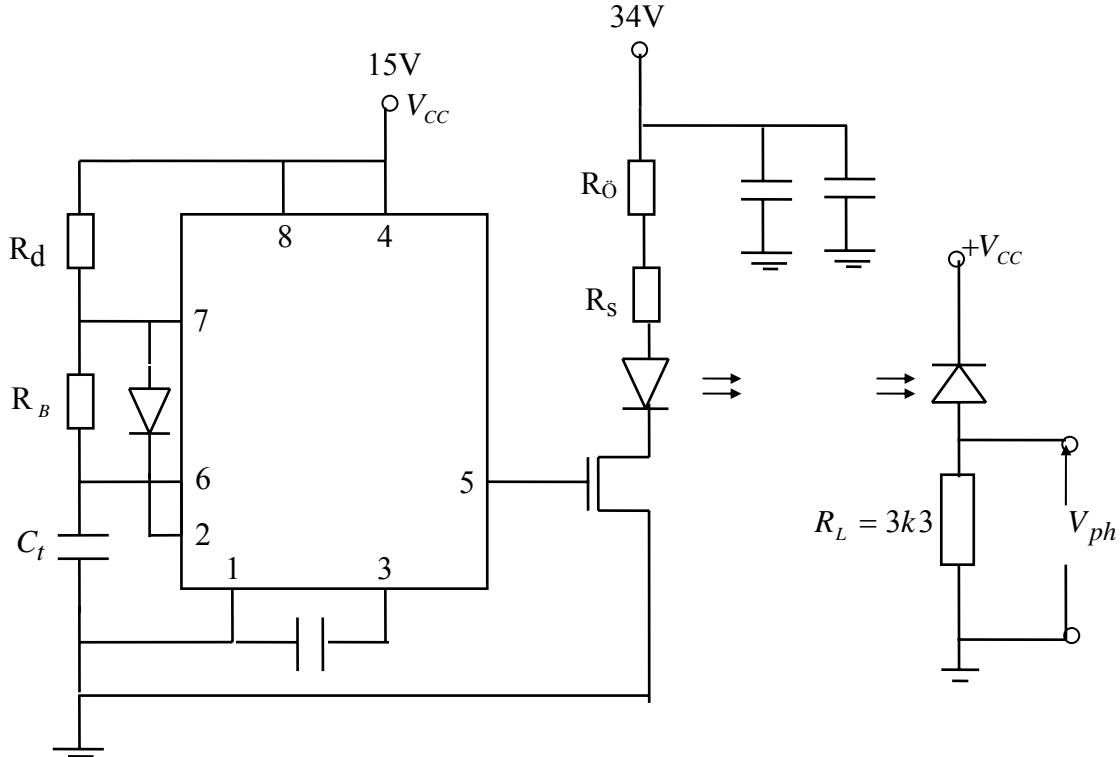 34V
15V
V_CC
R_Ö
8 4
R_d
R_S
+V_CC
7
R_B
6
5
2
C_t
R_L = 3k3
V_ph
1 3